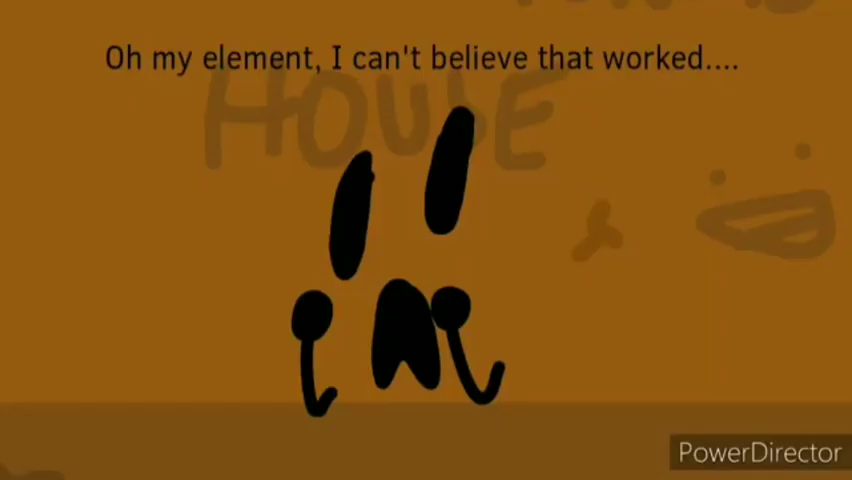 Oh my element, I can't believe that worked....
HOUSE
PowerDirector